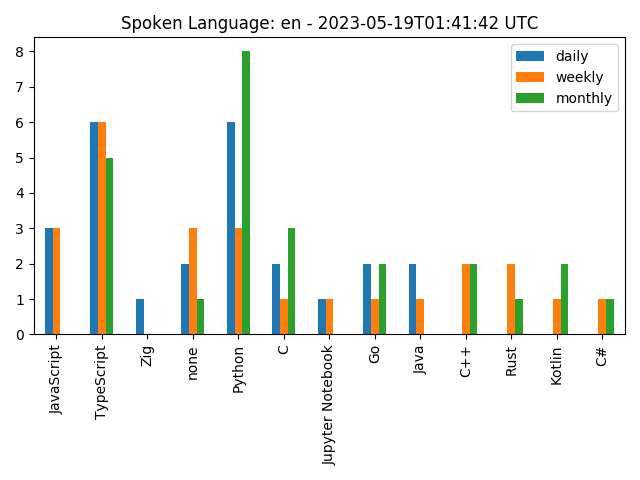 Spoken Language: en - 2023-05-19T01:41:42 UTC
daily
weekly
monthly
8
7
6
5
4
3
2
1
0
JavaScript
TypeScript
Zig
none
Python
C
Jupyter Notebook
Go
Java
C++
Rust
Kotlin
C#